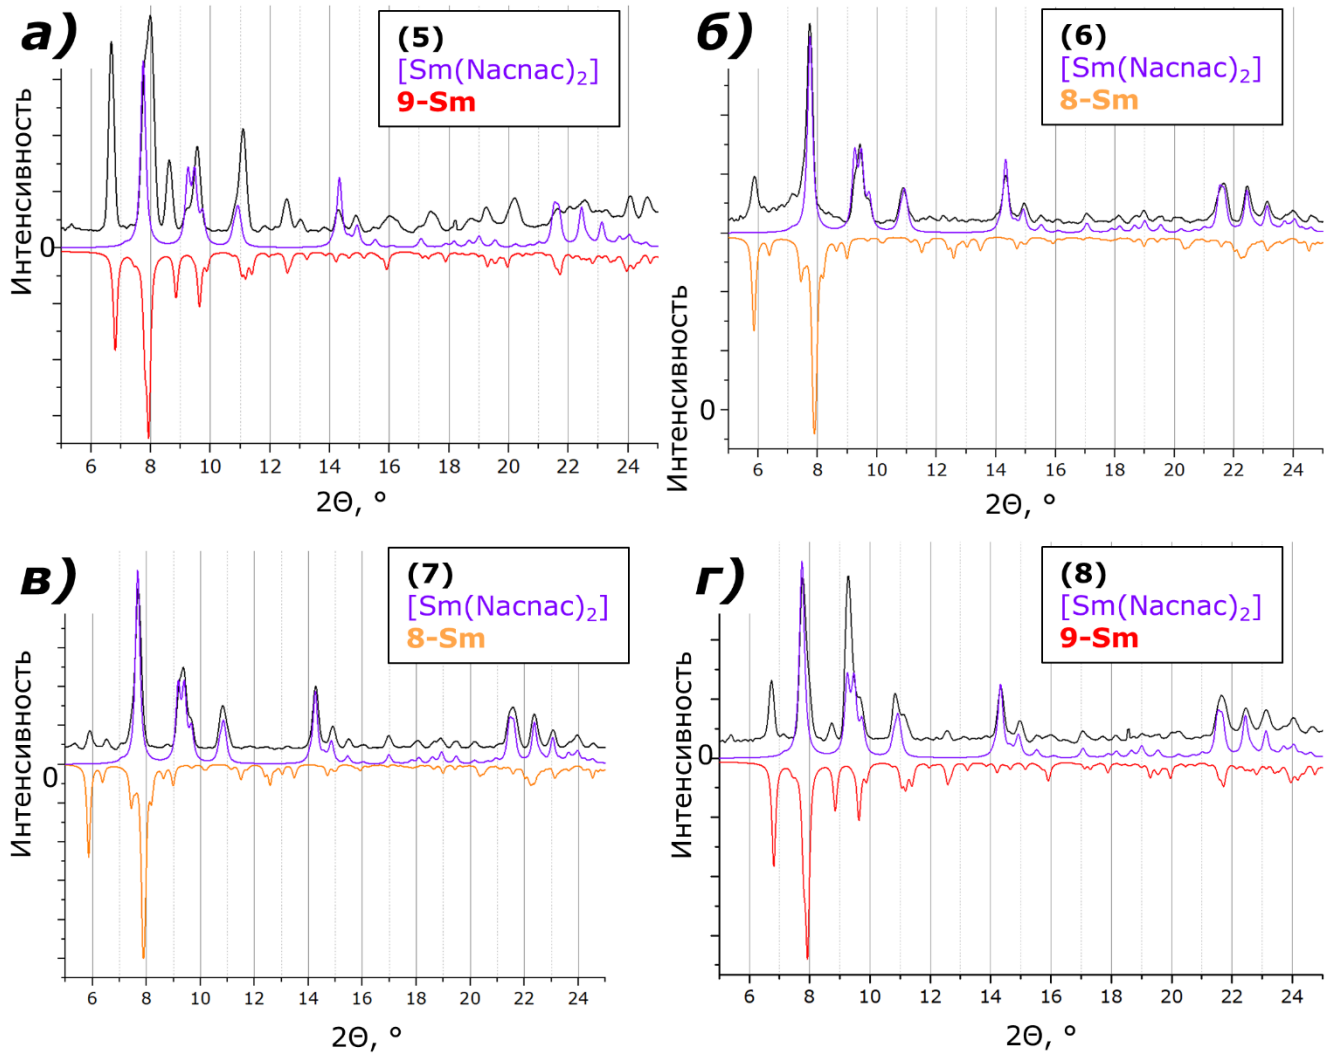 а)
(5)
[Sm(Nacnac)₂]
9-Sm
Интенсивность
0
6 8 10 12 14 16 18 20 22 24
2Θ, °
б)
(6)
[Sm(Nacnac)₂]
8-Sm
Интенсивность
0
6 8 10 12 14 16 18 20 22 24
2Θ, °
в)
(7)
[Sm(Nacnac)₂]
8-Sm
Интенсивность
0
6 8 10 12 14 16 18 20 22 24
2Θ, °
г)
(8)
[Sm(Nacnac)₂]
9-Sm
Интенсивность
0
6 8 10 12 14 16 18 20 22 24
2Θ, °